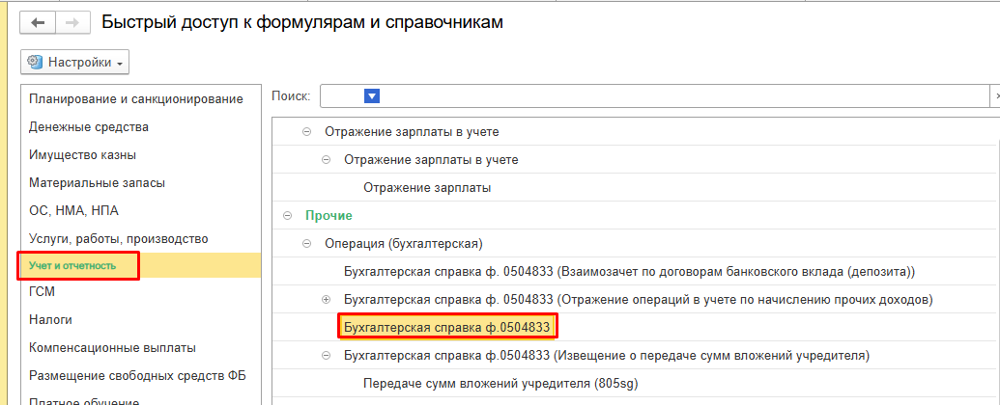 Быстрый доступ к формулярам и справочникам
Настройки
Планирование и санкционирование
Денежные средства
Имущество казны
Материальные запасы
ОС, НМА, НПА
Услуги, работы, производство
Учет и отчетность
ГСМ
Налоги
Компенсационные выплаты
Размещение свободных средств ФБ
Платное обучение
Поиск:
Отражение зарплаты в учете
Отражение зарплаты в учете
Отражение зарплаты
Прочие
Операция (бухгалтерская)
Бухгалтерская справка ф. 0504833 (Взаимозачет по договорам банковского вклада (депозита))
Бухгалтерская справка ф. 0504833 (Отражение операций в учете по начислению прочих доходов)
Бухгалтерская справка ф.0504833
Бухгалтерская справка ф.0504833 (Извещение о передаче сумм вложений учредителя)
Передаче сумм вложений учредителя (805sg)